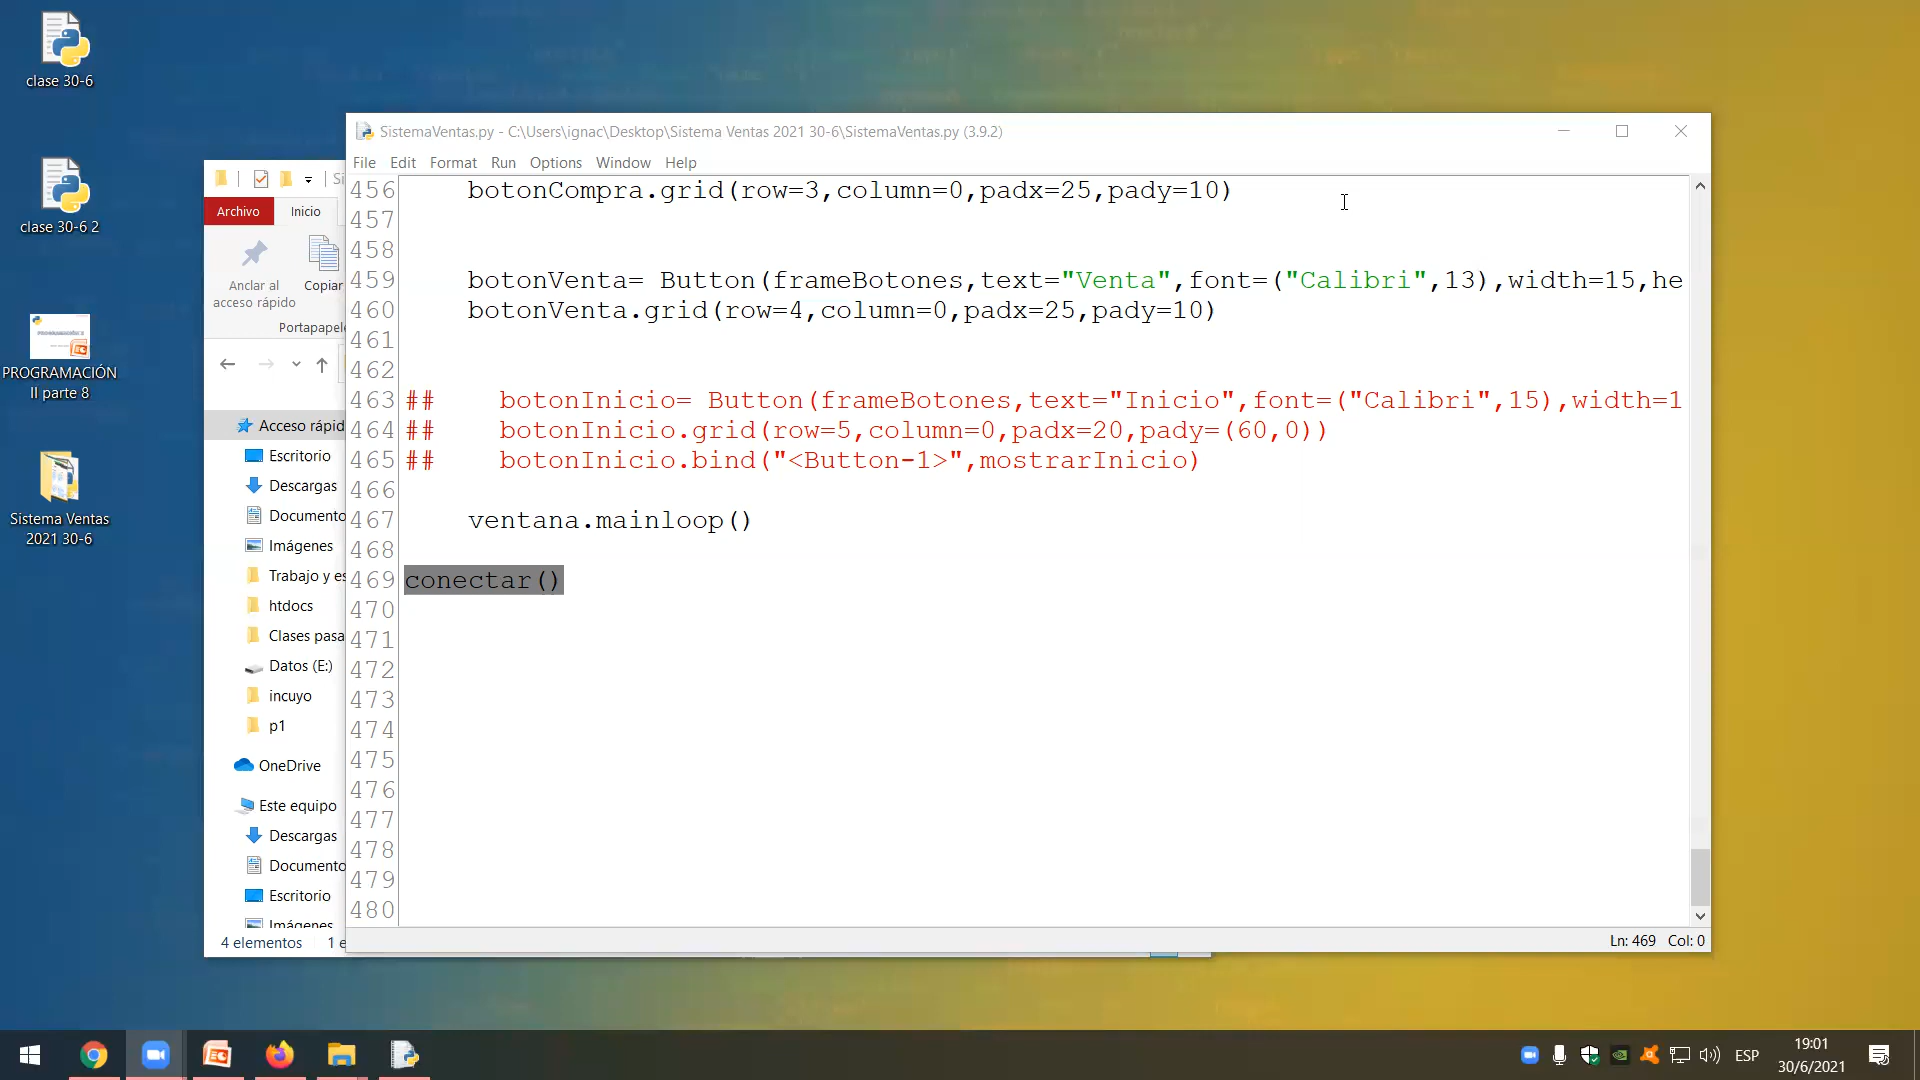 clase 30-6
clase 30-6 2
PROGRAMACIÓN
II parte 8
Sistema Ventas
2021 30-6
SistemaVentas.py - C:\Users\ignac\Desktop\Sistema Ventas 2021 30-6\SistemaVentas.py (3.9.2)
File Edit Format Run Options Window Help
456 botonCompra.grid(row=3,column=0,padx=25,pady=10)
457
458
459 botonVenta= Button(frameBotones,text="Venta",font=("Calibri",13),width=15,he
460 botonVenta.grid(row=4,column=0,padx=25,pady=10)
461
462
463 ## botonInicio= Button(frameBotones,text="Inicio",font=("Calibri",15),width=1
464 ## botonInicio.grid(row=5,column=0,padx=20,pady=(60,0))
465 ## botonInicio.bind("<Button-1>",mostrarInicio)
466
467 ventana.mainloop()
468
469 conectar()
470
471
472
473
474
475
476
477
478
479
480
Ln: 469 Col: 0
Si
Archivo Inicio
Anclar al
acceso rápido
Copiar
Portapapele
Acceso rápid
Escritorio
Descargas
Documento
Imágenes
Trabajo y es
htdocs
Clases pasa
Datos (E:)
incuyo
p1
OneDrive
Este equipo
Descargas
Documento
Escritorio
Imágenes
4 elementos 1 e
ESP
19:01
30/6/2021